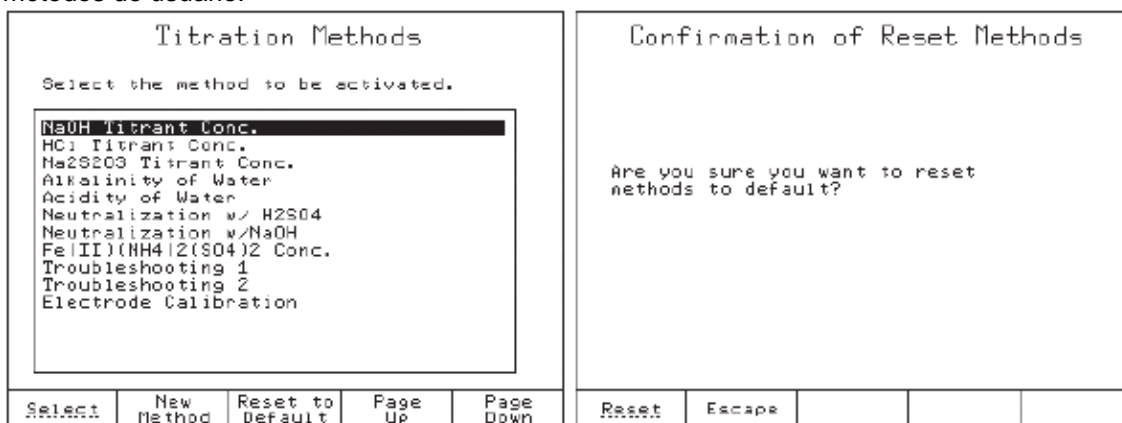 métodos de usuario.
Titration Methods
Select the method to be activated.
NaOH Titrant Conc.
HCl Titrant Conc.
Na2S2O3 Titrant Conc.
Alkalinity of Water
Acidity of Water
Neutralization w/ H2SO4
Neutralization w/NaOH
Fe(II)(NH4)2(SO4)2 Conc.
Troubleshooting 1
Troubleshooting 2
Electrode Calibration
Select
New Method
Reset to Default
Page Up
Page Down
Confirmation of Reset Methods
Are you sure you want to reset
methods to default?
Reset
Escape